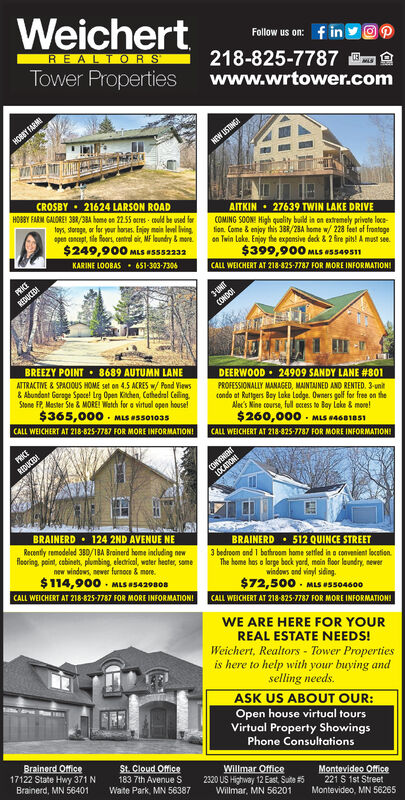 Weichert
REALTORS
Tower Properties
Follow us on:
218-825-7787
www.wrtower.com
HOBBY FARM!
CROSBY • 21624 LARSON ROAD
HOBBY FARM GALORE! 3BR/3BA home on 22.55 acres - could be used for
toys, storage, or for your horses. Enjoy main level living,
open concept, tile floors, central air, MF laundry & more.
$249,900 MLS #5552232
KARINE LOOBAS • 651-303-7306
NEW LISTING!
AITKIN • 27639 TWIN LAKE DRIVE
COMING SOON! High quality build in an extremely private loca-
tion. Come & enjoy this 3BR/2BA home w/ 228 feet of frontage
on Twin Lake. Enjoy the expansive deck & 2 fire pits! A must see.
$399,900 MLS #5549511
CALL WEICHERT AT 218-825-7787 FOR MORE INFORMATION!
PRICE
REDUCED!
BREEZY POINT • 8689 AUTUMN LANE
ATTRACTIVE & SPACIOUS HOME set on 4.5 ACRES w/ Pond Views
& Abundant Garage Space! Lrg Open Kitchen, Cathedral Ceiling,
Stone FP, Master Ste & MORE! Watch for a virtual open house!
$365,000 • MLS #5501035
CALL WEICHERT AT 218-825-7787 FOR MORE INFORMATION!
3-UNIT
CONDO!
DEERWOOD • 24909 SANDY LANE #801
PROFESSIONALLY MANAGED, MAINTAINED AND RENTED. 3-unit
condo at Ruttgers Bay Lake Lodge. Owners golf for free on the
Alec's Nine course, full access to Bay Lake & more!
$260,000 • MLS #4681851
CALL WEICHERT AT 218-825-7787 FOR MORE INFORMATION!
PRICE
REDUCED!
BRAINERD • 124 2ND AVENUE NE
Recently remodeled 3BD/1BA Brainerd home including new
flooring, paint, cabinets, plumbing, electrical, water heater, some
new windows, newer furnace & more.
$114,900 • MLS #5429808
CALL WEICHERT AT 218-825-7787 FOR MORE INFORMATION!
CONVENIENT
LOCATION!
BRAINERD • 512 QUINCE STREET
3 bedroom and 1 bathroom home settled in a convenient location.
The home has a large back yard, main floor laundry, newer
windows and vinyl siding.
$72,500 • MLS #5504600
CALL WEICHERT AT 218-825-7787 FOR MORE INFORMATION!
WE ARE HERE FOR YOUR
REAL ESTATE NEEDS!
Weichert, Realtors - Tower Properties
is here to help with your buying and
selling needs.
ASK US ABOUT OUR:
Open house virtual tours
Virtual Property Showings
Phone Consultations
Brainerd Office
17122 State Hwy 371 N
Brainerd, MN 56401
St. Cloud Office
183 7th Avenue S
Waite Park, MN 56387
Willmar Office
2320 US Highway 12 East, Suite #5
Willmar, MN 56201
Montevideo Office
221 S 1st Street
Montevideo, MN 56265